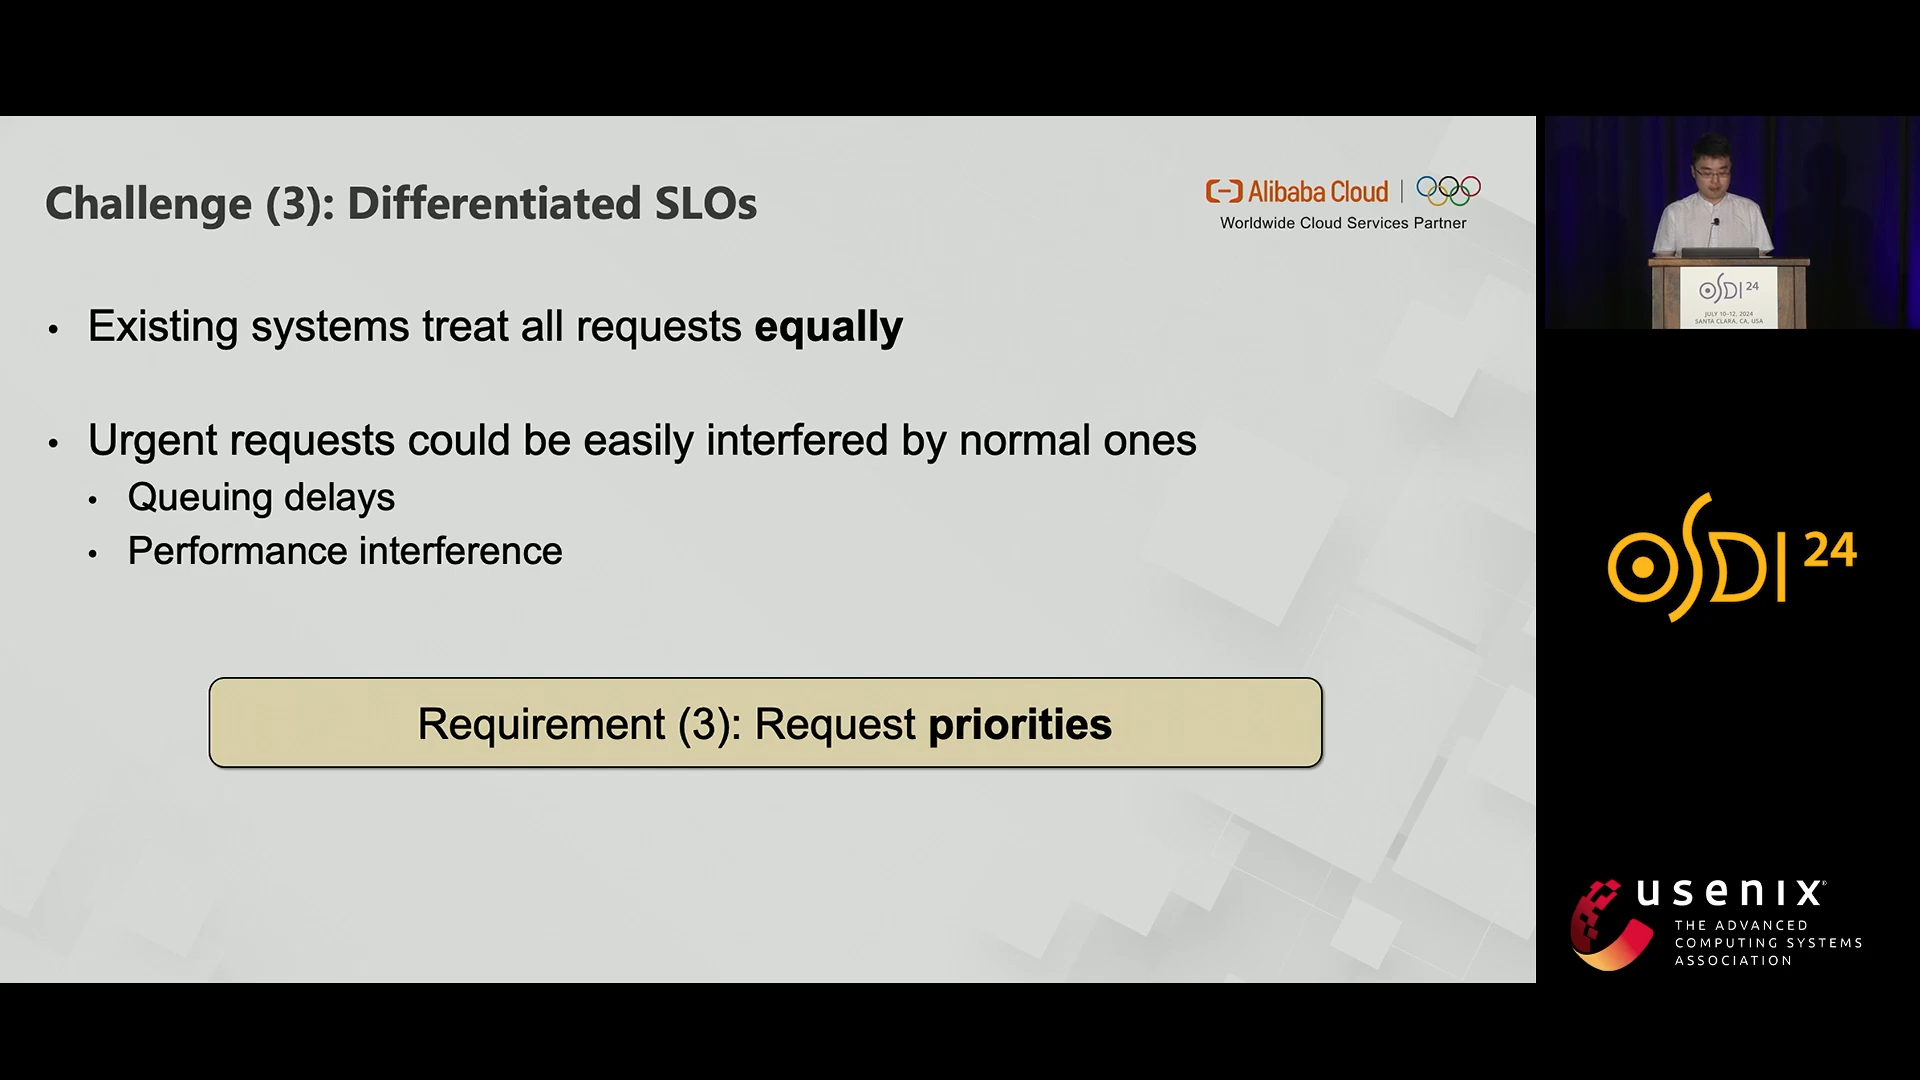 Challenge (3): Differentiated SLOs
Alibaba Cloud
Worldwide Cloud Services Partner
• Existing systems treat all requests equally
• Urgent requests could be easily interfered by normal ones
• Queuing delays
• Performance interference
Requirement (3): Request priorities
OSDI 24
JULY 10-12, 2024
SANTA CLARA, CA, USA
OSDI 24
usenix
THE ADVANCED
COMPUTING SYSTEMS
ASSOCIATION